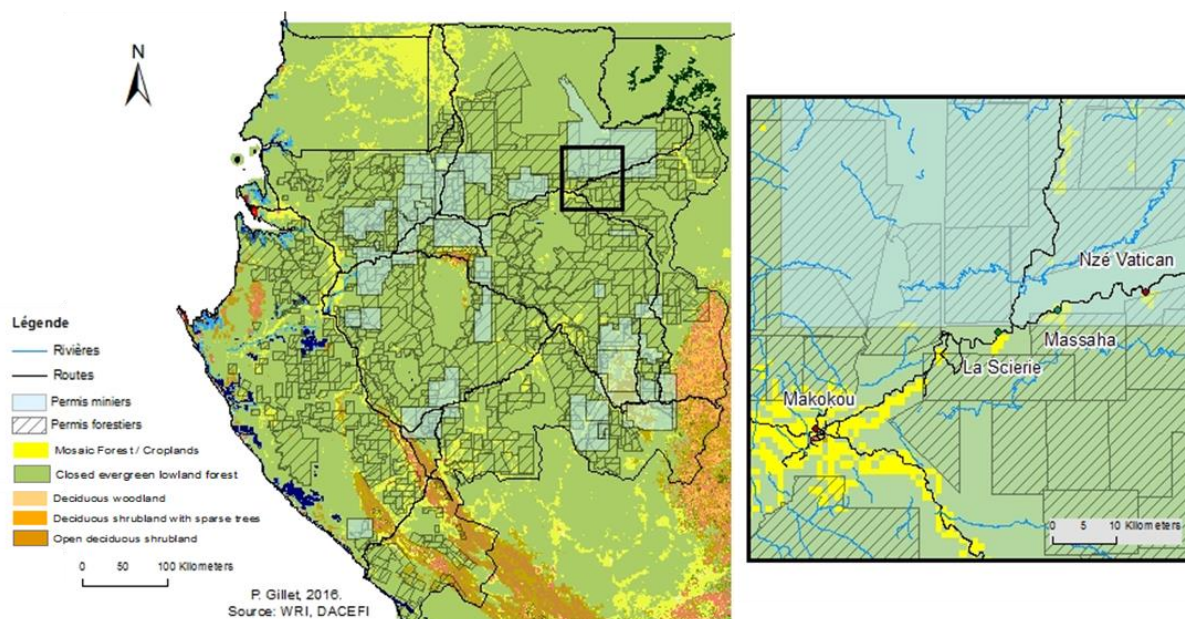 N
Légende
Rivières
Routes
Permis miniers
Permis forestiers
Mosaic Forest / Croplands
Closed evergreen lowland forest
Deciduous woodland
Deciduous shrubland with sparse trees
Open deciduous shrubland
0 50 100 Kilometers
P. Gillet, 2016.
Source: WRI, DACEFI
Nzé Vatican
Massaha
La Scierie
Makokou
0 5 10 Kilometers